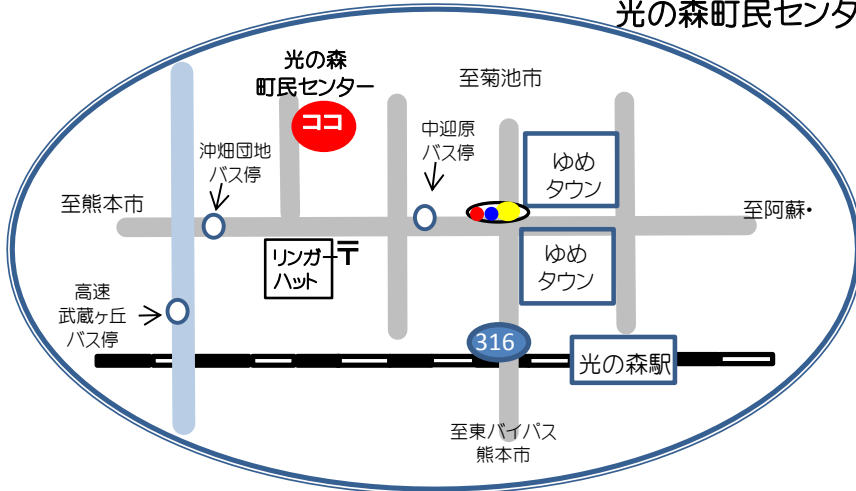 光の森町民センタ
光の森
町民センター
ココ
至菊池市
沖畑団地
バス停
中迎原
バス停
ゆめ
タウン
至熊本市
至阿蘇・
リンガー
ハット
〒
ゆめ
タウン
高速
武蔵ヶ丘
バス停
316
光の森駅
至東バイパス
熊本市